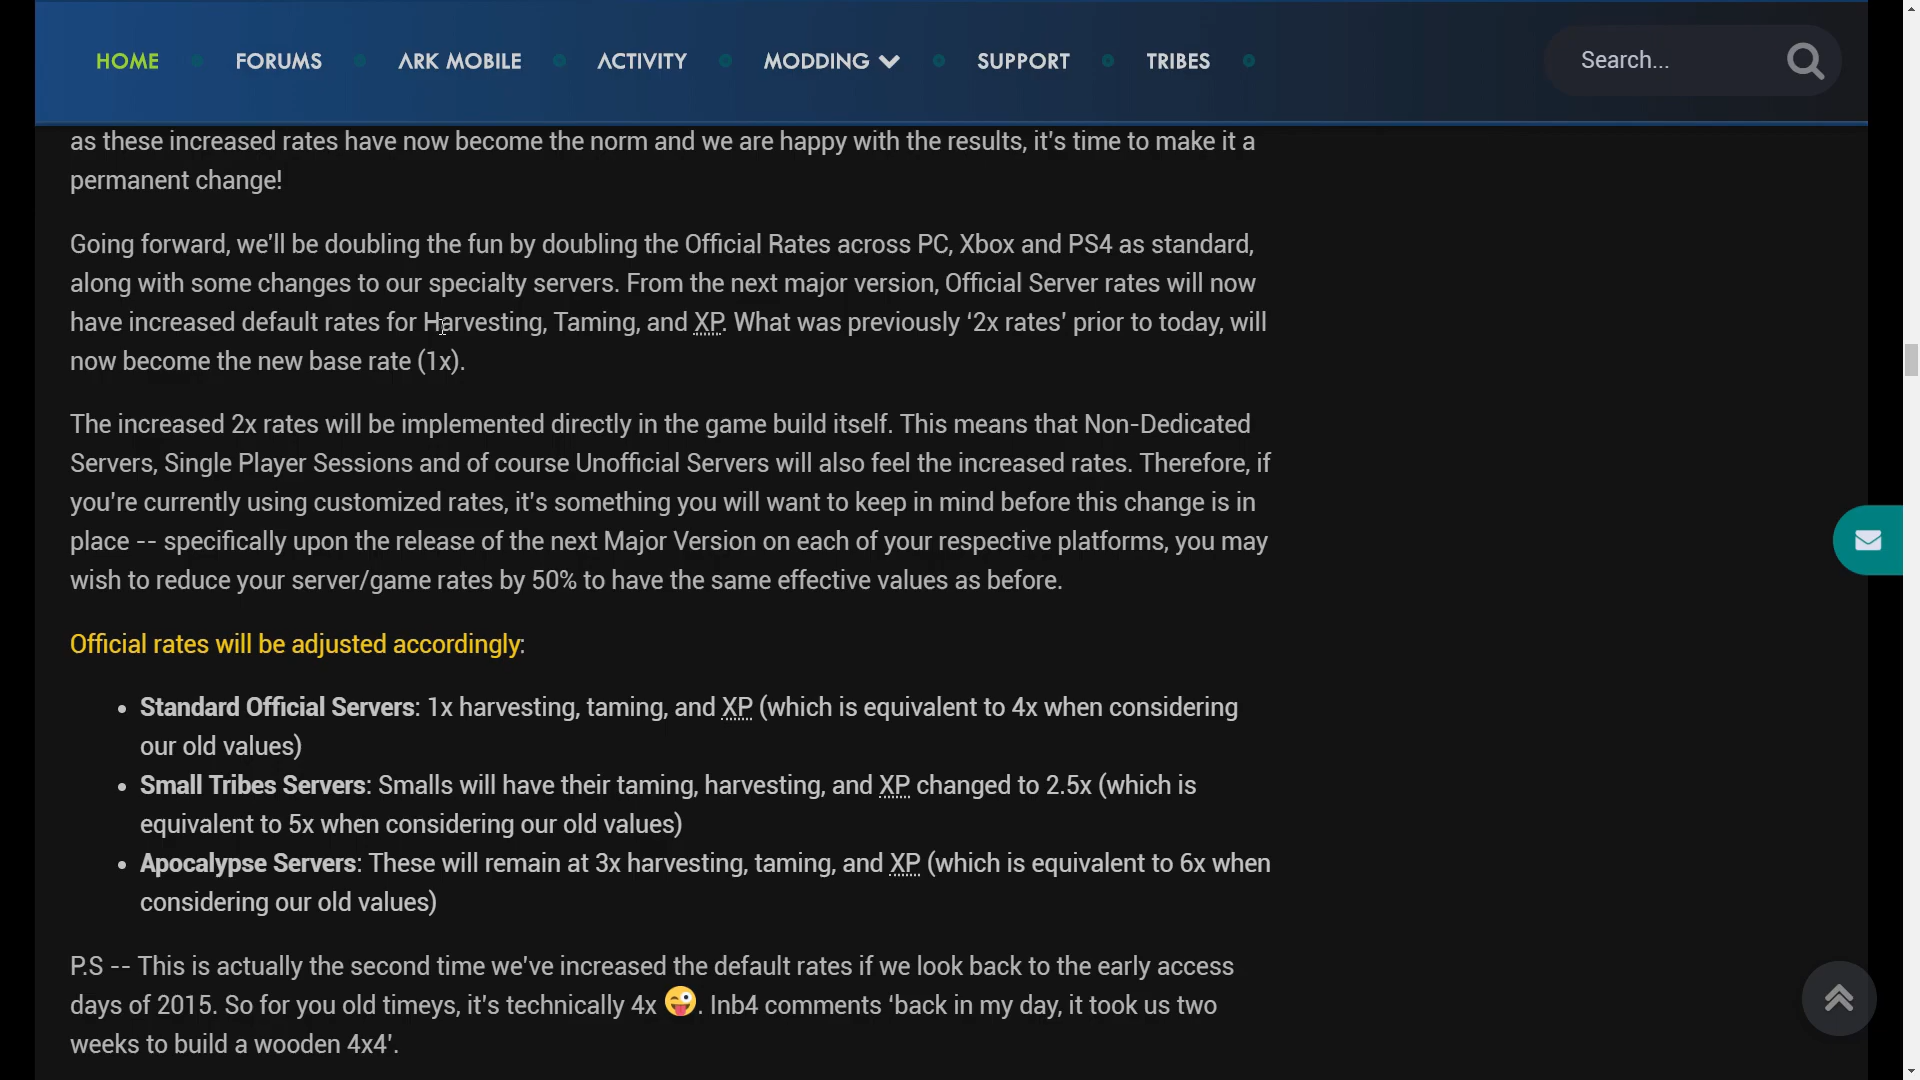 HOME FORUMS ARK MOBILE ACTIVITY MODDING SUPPORT TRIBES Search...
as these increased rates have now become the norm and we are happy with the results, it's time to make it a
permanent change!
Going forward, we'll be doubling the fun by doubling the Official Rates across PC, Xbox and PS4 as standard,
along with some changes to our specialty servers. From the next major version, Official Server rates will now
have increased default rates for Harvesting, Taming, and XP. What was previously ‘2x rates’ prior to today, will
now become the new base rate (1x).
The increased 2x rates will be implemented directly in the game build itself. This means that Non-Dedicated
Servers, Single Player Sessions and of course Unofficial Servers will also feel the increased rates. Therefore, if
you're currently using customized rates, it's something you will want to keep in mind before this change is in
place -- specifically upon the release of the next Major Version on each of your respective platforms, you may
wish to reduce your server/game rates by 50% to have the same effective values as before.
Official rates will be adjusted accordingly:
• Standard Official Servers: 1x harvesting, taming, and XP (which is equivalent to 4x when considering
our old values)
• Small Tribes Servers: Smalls will have their taming, harvesting, and XP changed to 2.5x (which is
equivalent to 5x when considering our old values)
• Apocalypse Servers: These will remain at 3x harvesting, taming, and XP (which is equivalent to 6x when
considering our old values)
P.S -- This is actually the second time we've increased the default rates if we look back to the early access
days of 2015. So for you old timeys, it's technically 4x 😜. Inb4 comments ‘back in my day, it took us two
weeks to build a wooden 4x4’.